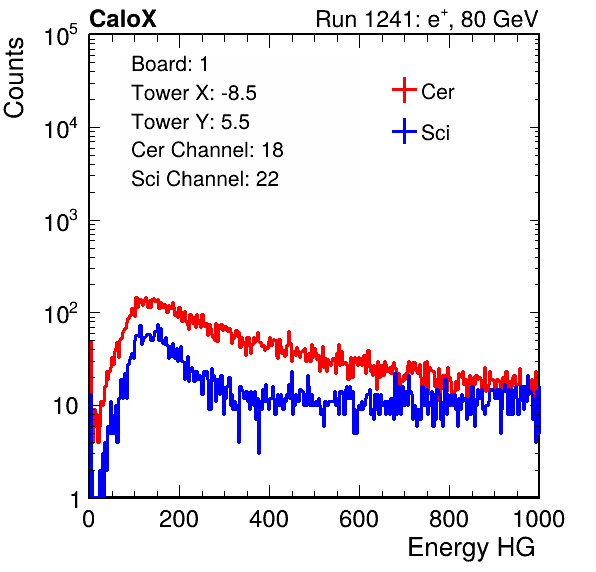 CaloX
Run 1241: e+, 80 GeV
Counts
Board: 1
Tower X: -8.5
Tower Y: 5.5
Cer Channel: 18
Sci Channel: 22
Cer
Sci
10^5
10^4
10^3
10^2
10
1
0 200 400 600 800 1000
Energy HG